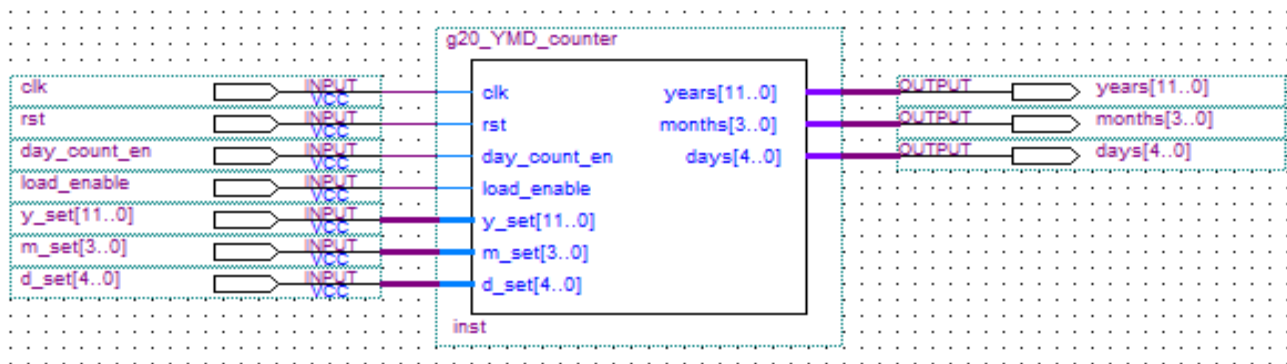 g20_YMD_counter
clk INPUT VCC clk years[11..0] OUTPUT years[11..0]
rst INPUT VCC rst months[3..0] OUTPUT months[3..0]
day_count_en INPUT VCC day_count_en days[4..0] OUTPUT days[4..0]
load_enable INPUT VCC load_enable
y_set[11..0] INPUT VCC y_set[11..0]
m_set[3..0] INPUT VCC m_set[3..0]
d_set[4..0] INPUT VCC d_set[4..0]
inst